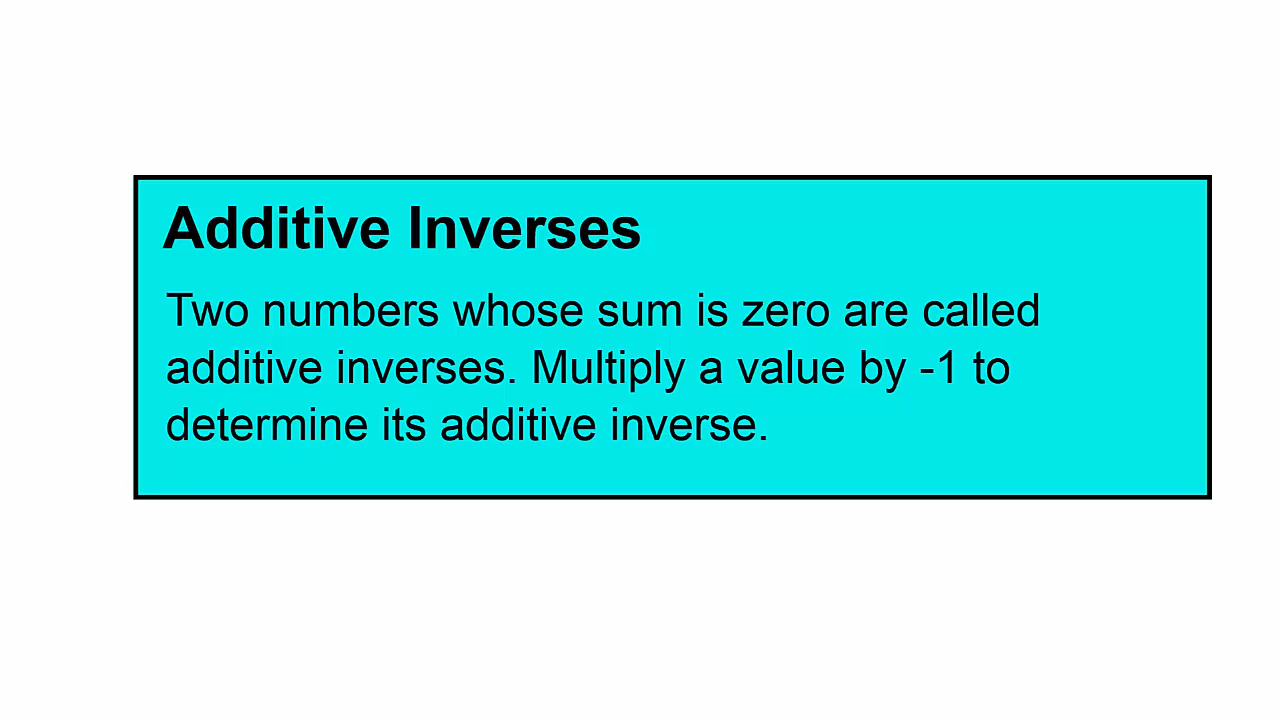 Additive Inverses
Two numbers whose sum is zero are called
additive inverses. Multiply a value by -1 to
determine its additive inverse.